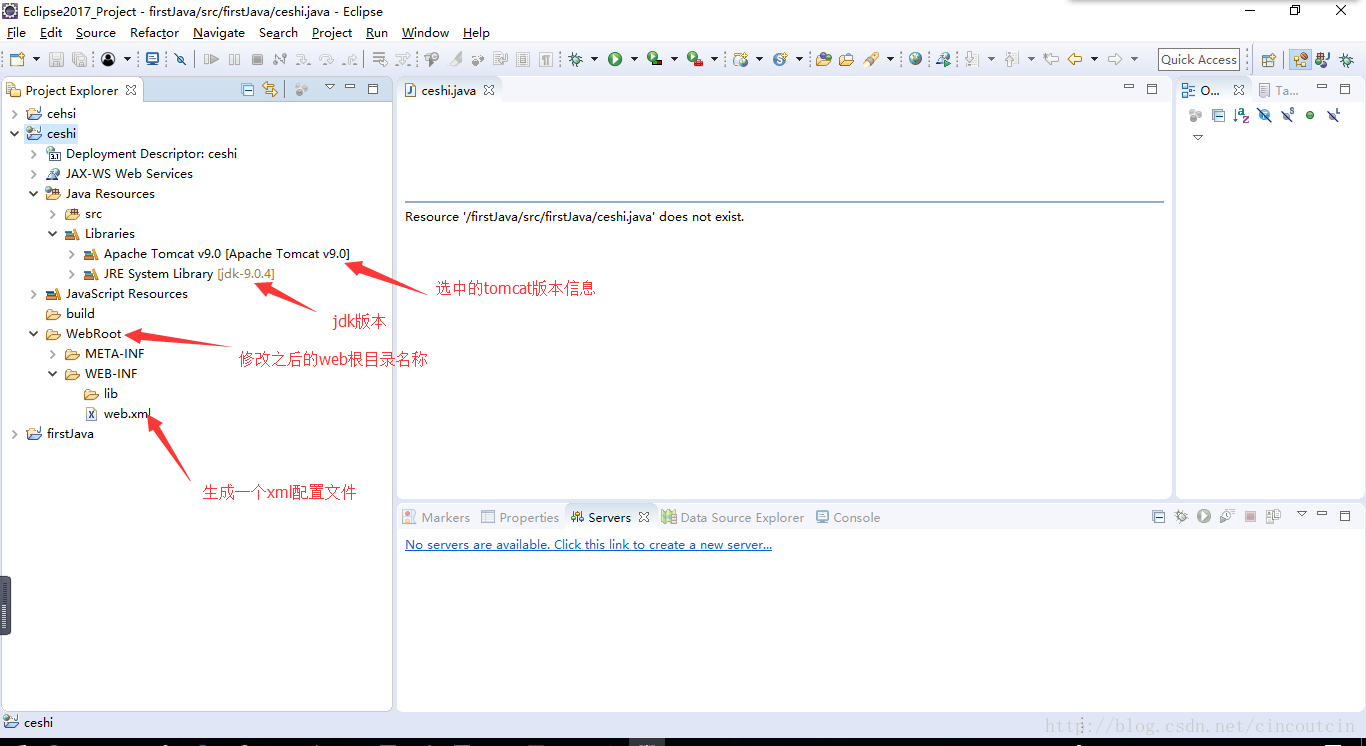 Eclipse2017_Project - firstJava/src/firstJava/ceshi.java - Eclipse
File Edit Source Refactor Navigate Search Project Run Window Help
Quick Access
Project Explorer
cehsi
ceshi
Deployment Descriptor: ceshi
3.1
JAX-WS Web Services
Java Resources
src
Libraries
Apache Tomcat v9.0 [Apache Tomcat v9.0]
JRE System Library [jdk-9.0.4]
JavaScript Resources
build
WebRoot
META-INF
WEB-INF
lib
web.xml
firstJava
选中的tomcat版本信息
jdk版本
修改之后的web根目录名称
生成一个xml配置文件
ceshi.java
Resource '/firstJava/src/firstJava/ceshi.java' does not exist.
O...
Ta...
Markers Properties Servers Data Source Explorer Console
No servers are available. Click this link to create a new server...
ceshi
http://blog.csdn.net/cincoutcin